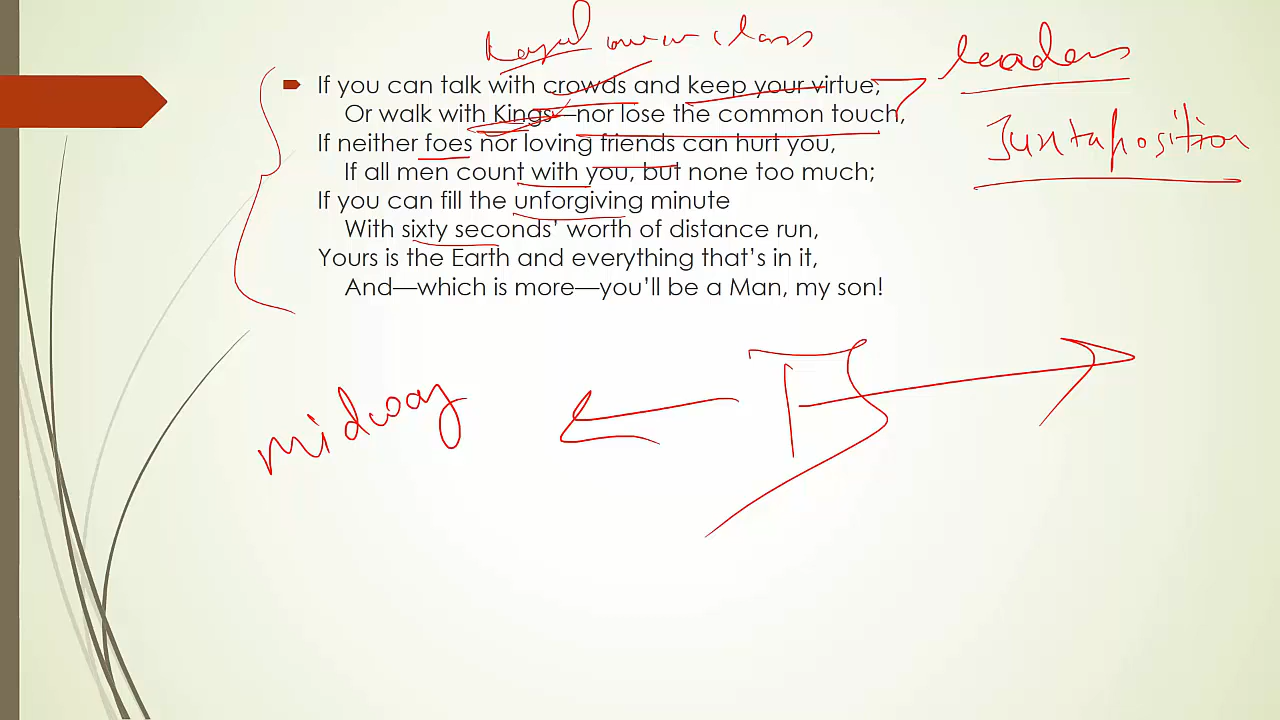 class
leaders
If you can talk with crowds and keep your virtue,
Or walk with Kings—nor lose the common touch,
Juxtaposition
If neither foes nor loving friends can hurt you,
If all men count with you, but none too much;
If you can fill the unforgiving minute
With sixty seconds’ worth of distance run,
Yours is the Earth and everything that’s in it,
And—which is more—you’ll be a Man, my son!
midway